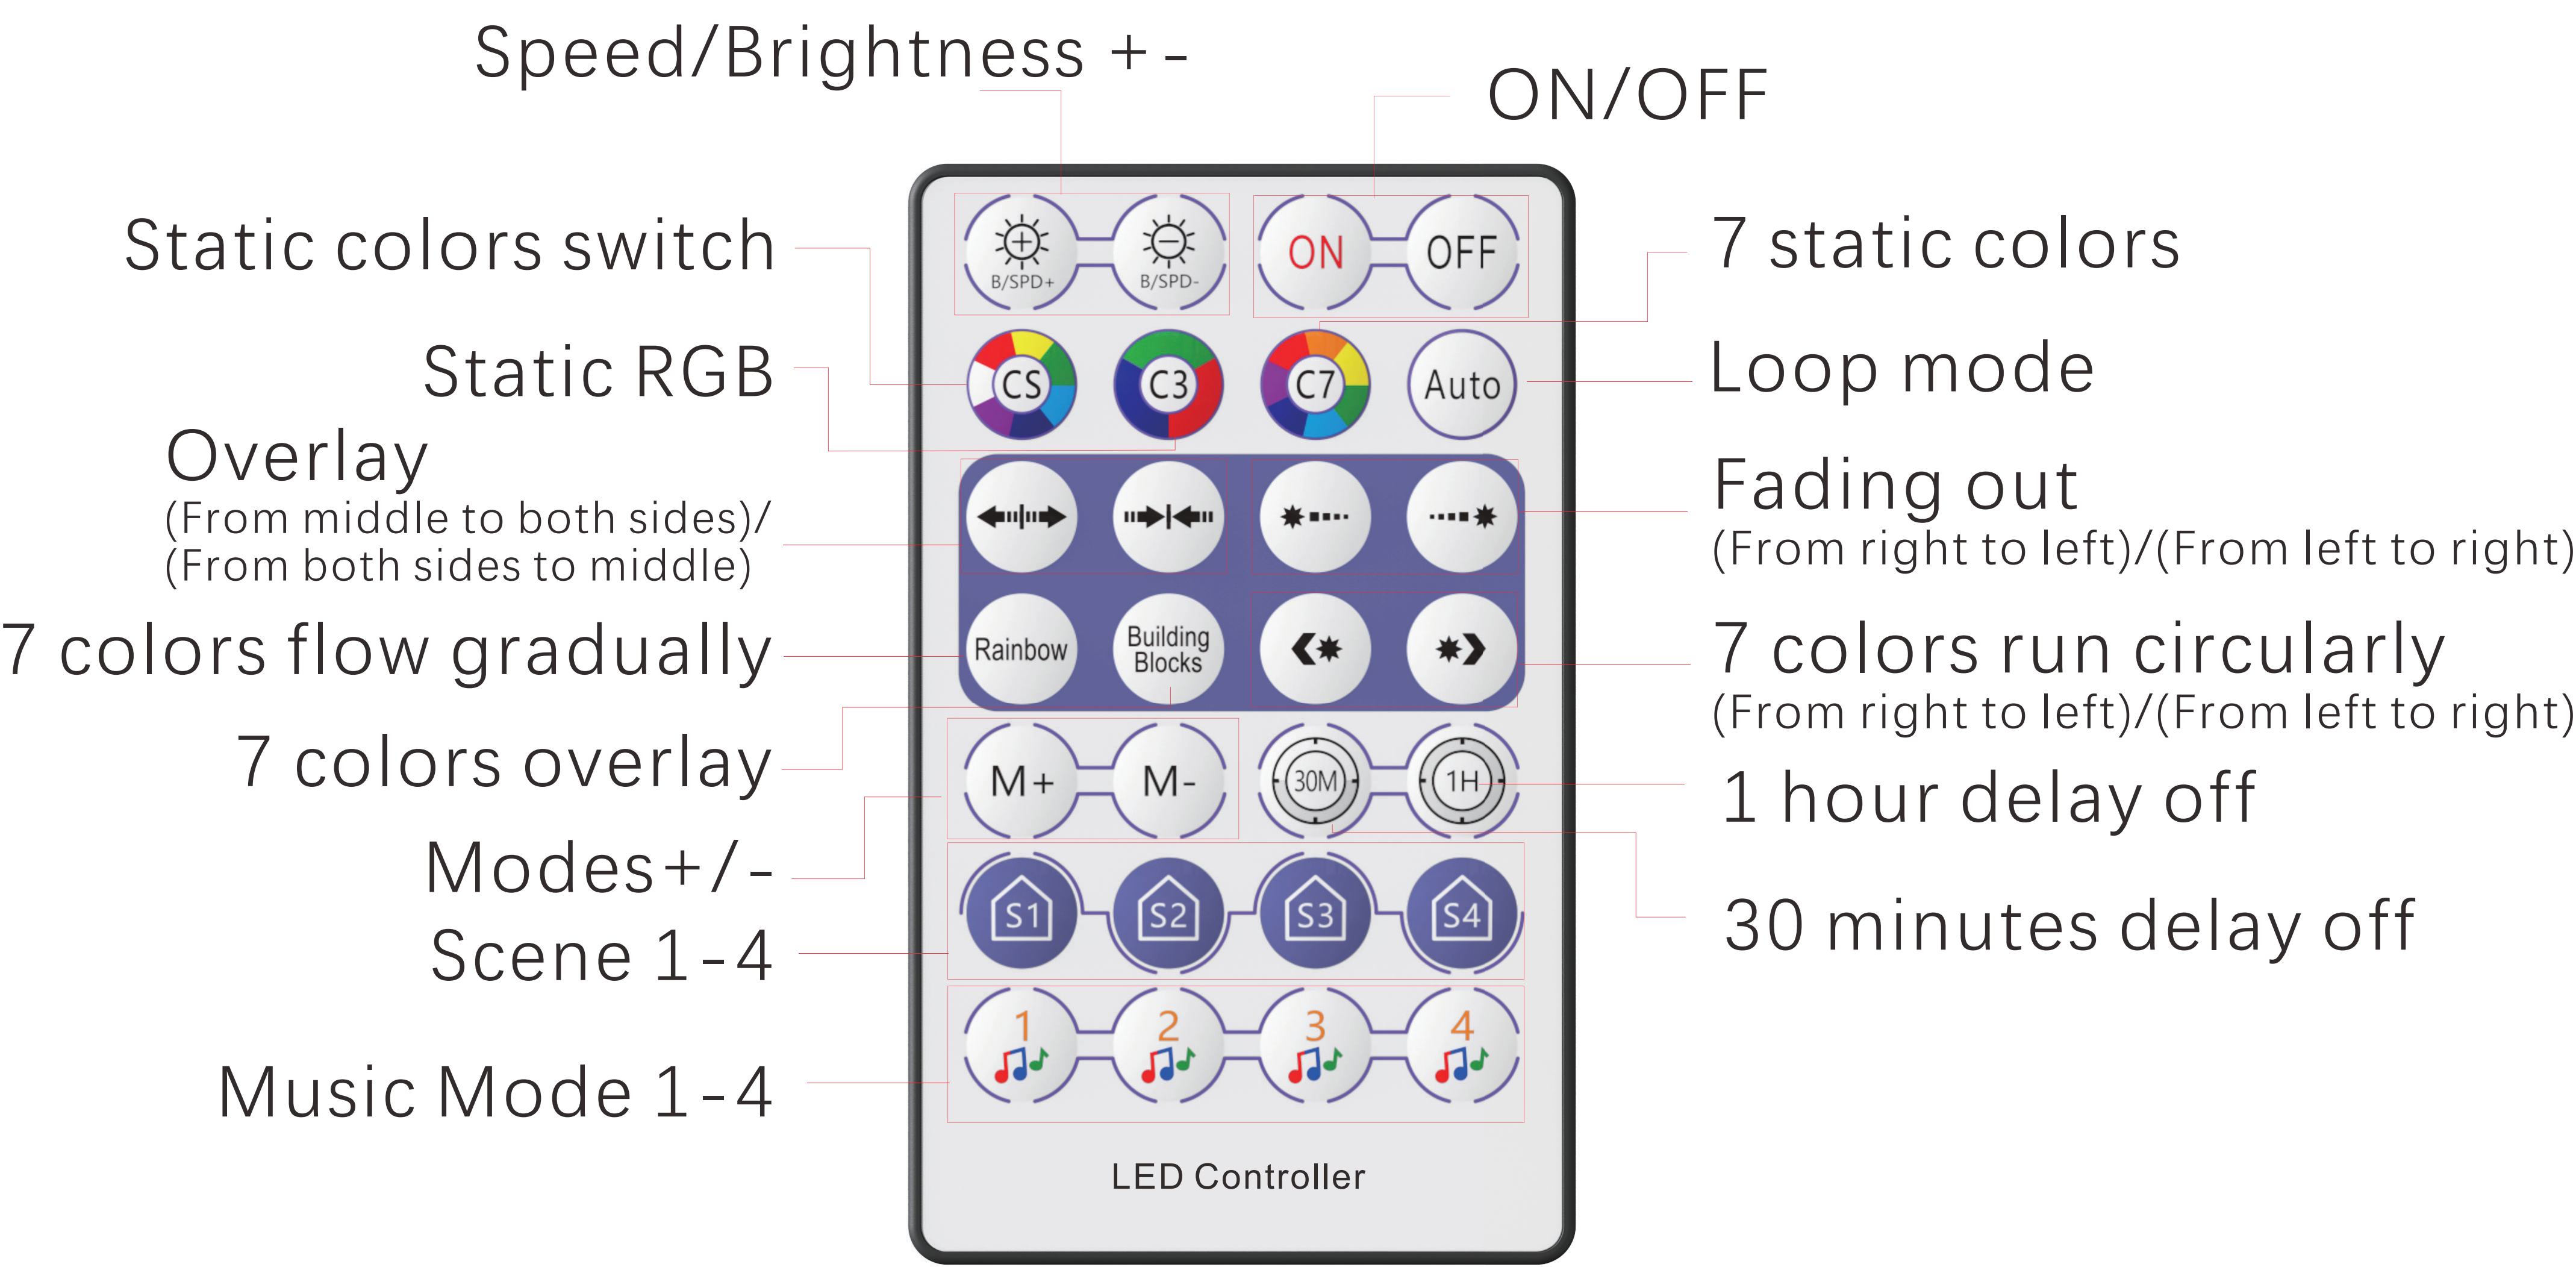 Speed/Brightness + -
ON/OFF
Static colors switch
7 static colors
Static RGB
Loop mode
Overlay
(From middle to both sides)/
(From both sides to middle)
Fading out
(From right to left)/(From left to right)
7 colors flow gradually
7 colors run circularly
(From right to left)/(From left to right)
7 colors overlay
1 hour delay off
Modes+/-
30 minutes delay off
Scene 1-4
Music Mode 1-4
B/SPD+
B/SPD-
ON
OFF
CS
C3
C7
Auto
Rainbow
Building
Blocks
M+
M-
30M
1H
S1
S2
S3
S4
1
2
3
4
LED Controller